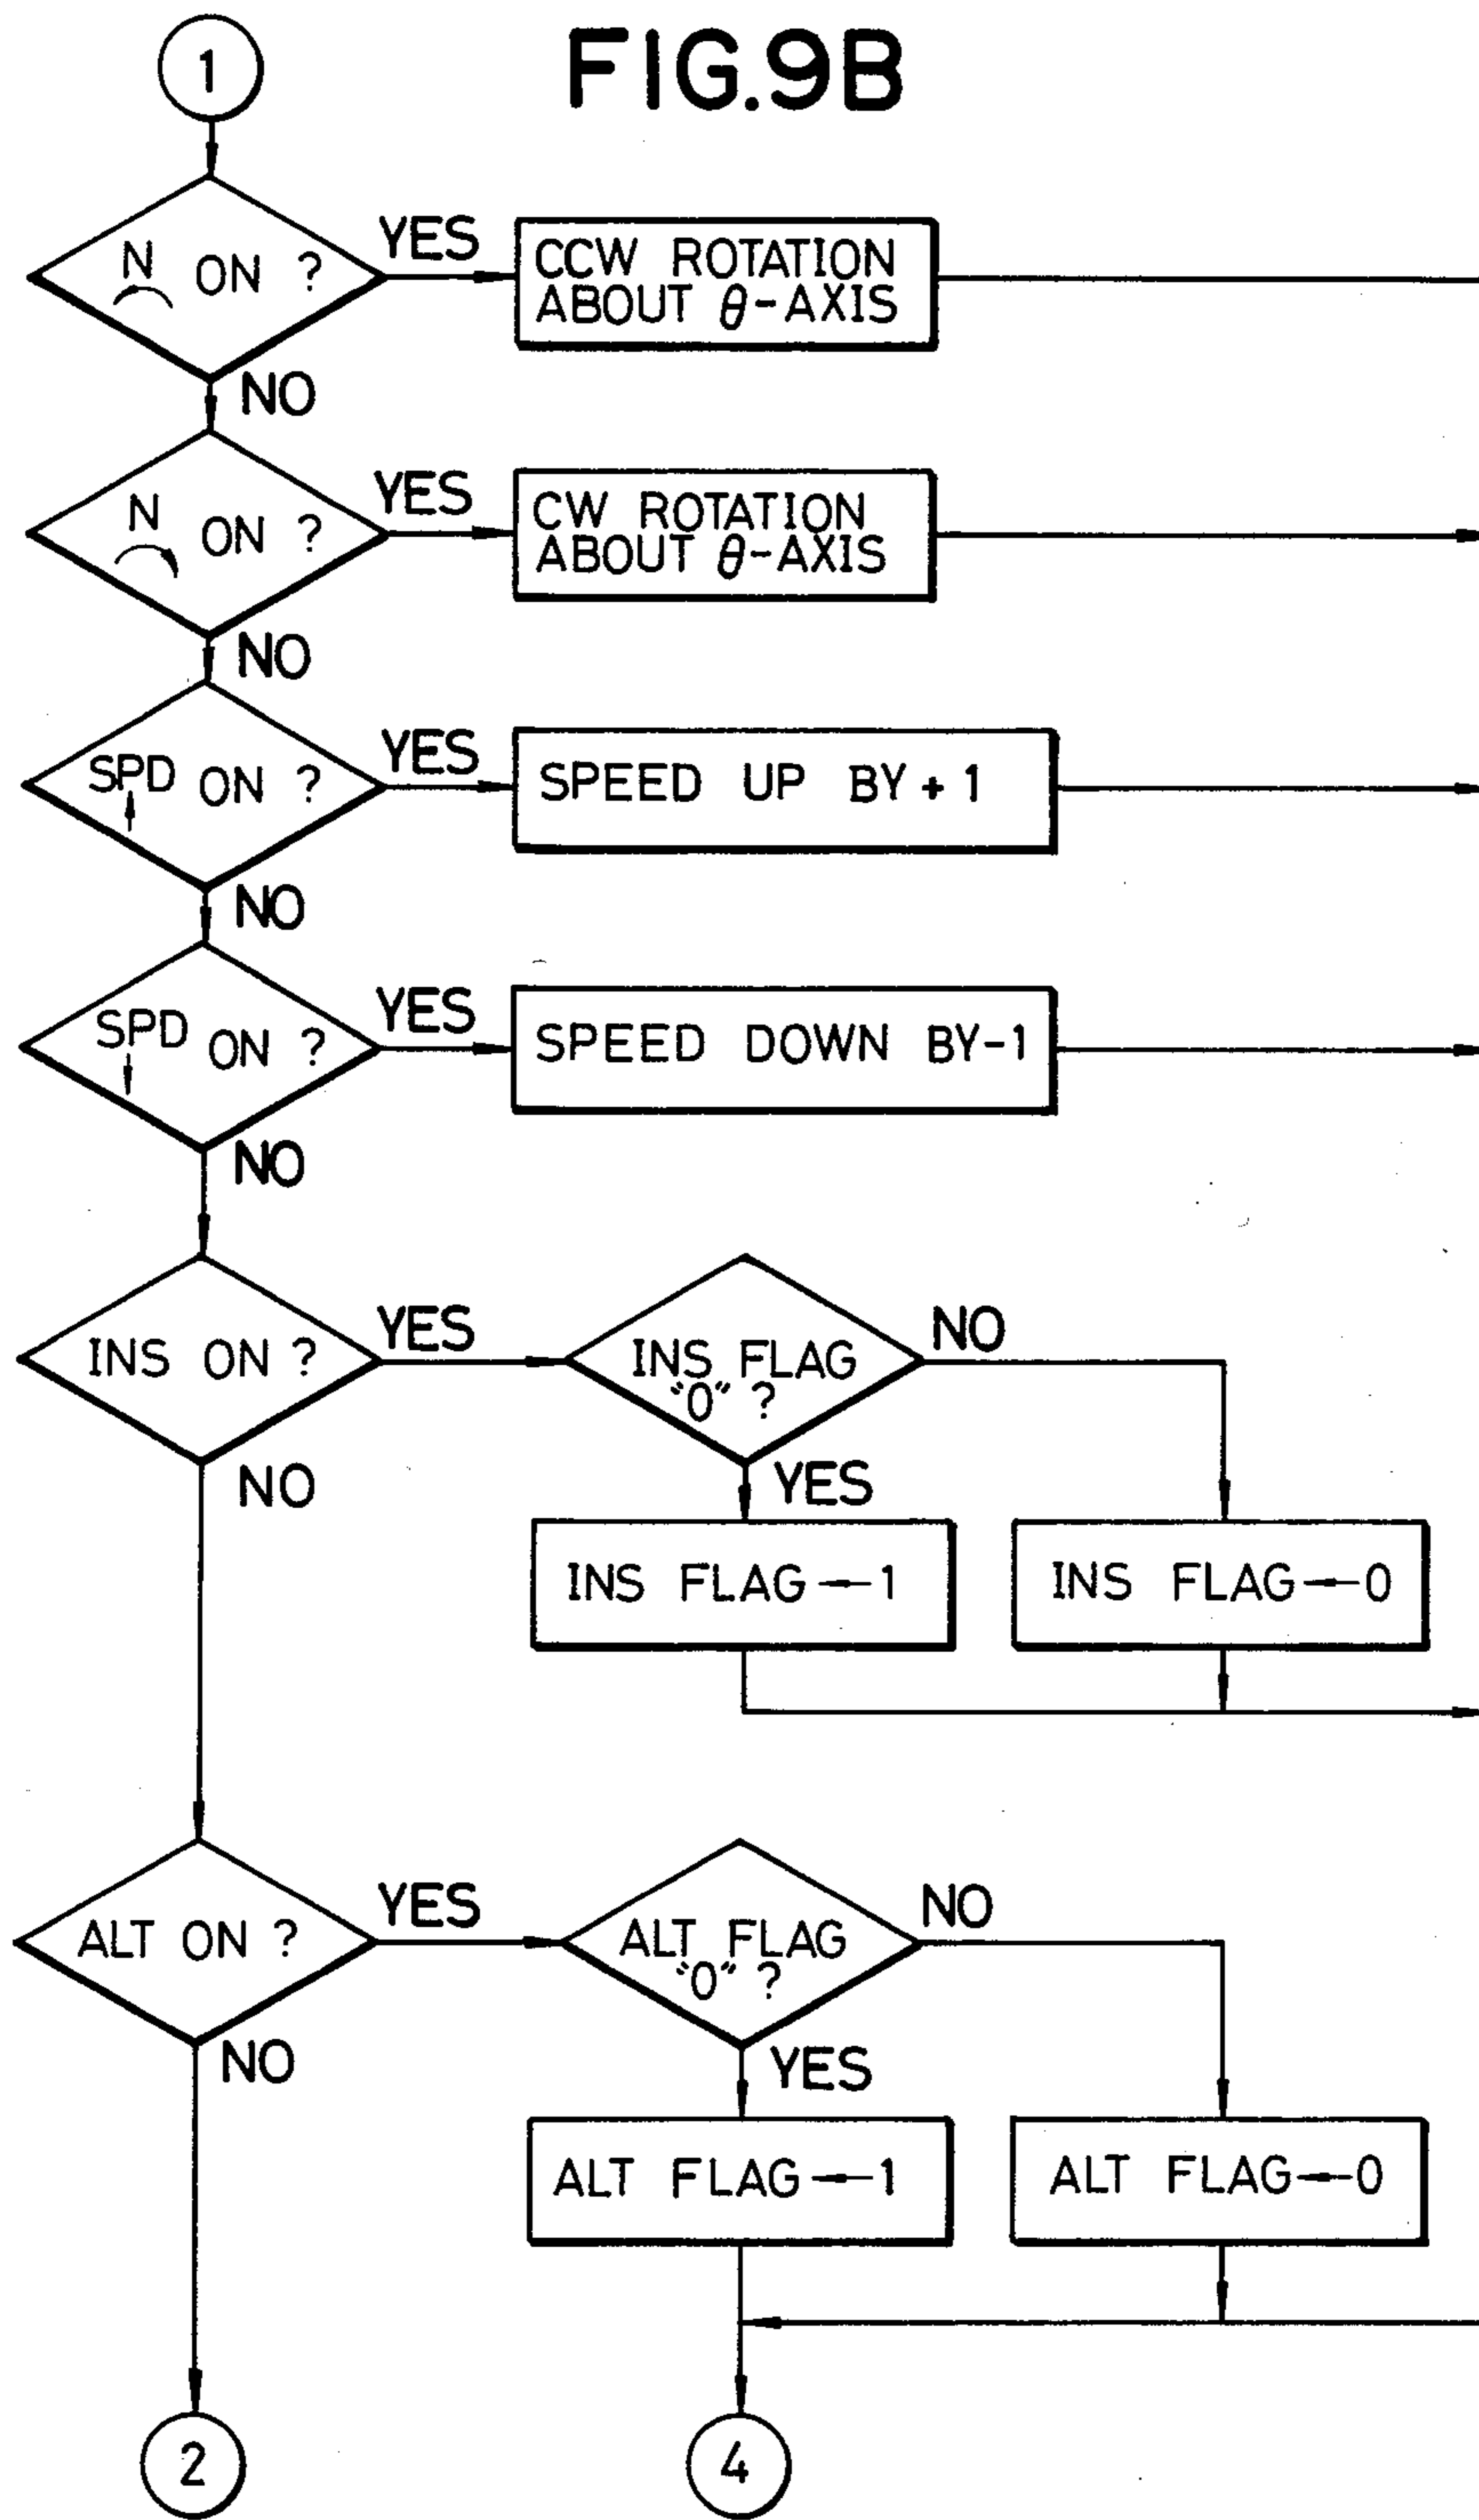 FIG.9B
1
N ON ?
YES
CCW ROTATION
ABOUT θ-AXIS
NO
N ON ?
YES
CW ROTATION
ABOUT θ-AXIS
NO
SPD ON ?
↑
YES
SPEED UP BY+1
NO
SPD ON ?
↓
YES
SPEED DOWN BY-1
NO
INS ON ?
YES
INS FLAG
"0" ?
NO
NO
YES
INS FLAG←1
INS FLAG←0
ALT ON ?
YES
ALT FLAG
"0" ?
NO
NO
YES
ALT FLAG←1
ALT FLAG←0
2
4